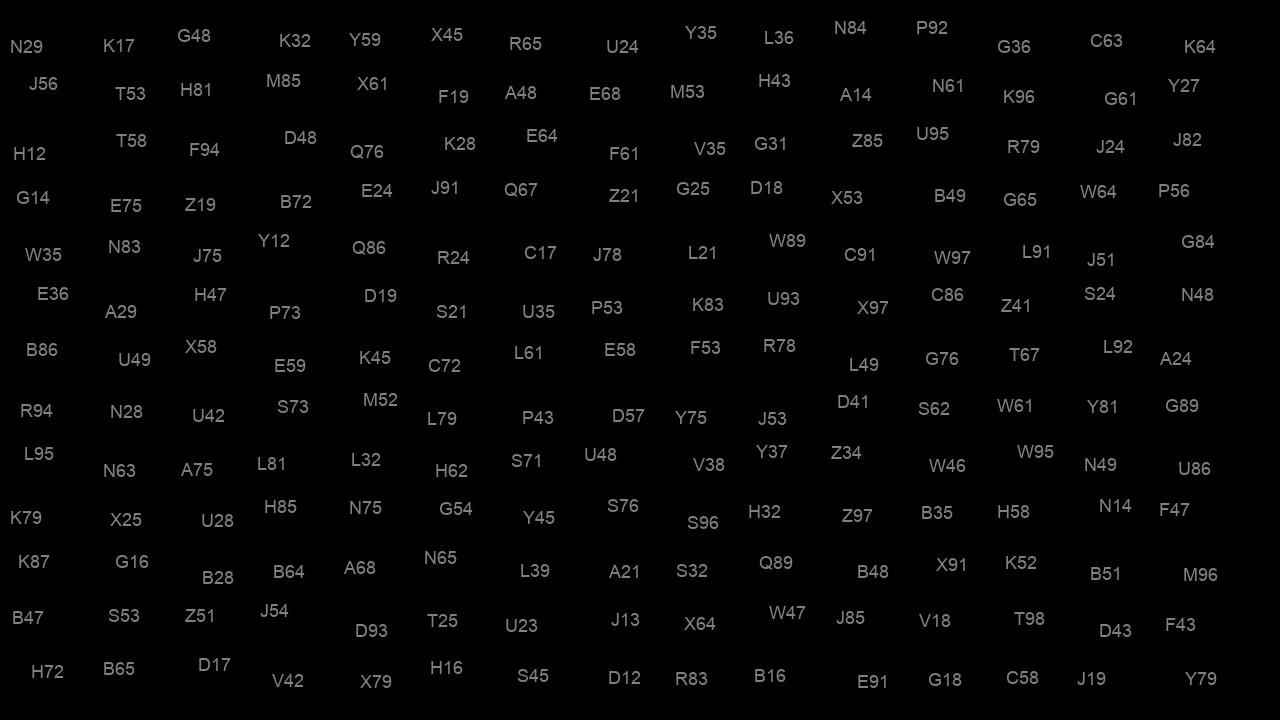 N29 K17 G48 K32 Y59 X45 R65 U24 Y35 L36 N84 P92 G36 C63 K64
J56 T53 H81 M85 X61 F19 A48 E68 M53 H43 A14 N61 K96 G61 Y27
H12 T58 F94 D48 Q76 K28 E64 F61 V35 G31 Z85 U95 R79 J24 J82
G14 E75 Z19 B72 E24 J91 Q67 Z21 G25 D18 X53 B49 G65 W64 P56
W35 N83 J75 Y12 Q86 R24 C17 J78 L21 W89 C91 W97 L91 J51 G84
E36 A29 H47 P73 D19 S21 U35 P53 K83 U93 X97 C86 Z41 S24 N48
B86 U49 X58 E59 K45 C72 L61 E58 F53 R78 L49 G76 T67 L92 A24
R94 N28 U42 S73 M52 L79 P43 D57 Y75 J53 D41 S62 W61 Y81 G89
L95 N63 A75 L81 L32 H62 S71 U48 V38 Y37 Z34 W46 W95 N49 U86
K79 X25 U28 H85 N75 G54 Y45 S76 S96 H32 Z97 B35 H58 N14 F47
K87 G16 B28 B64 A68 N65 L39 A21 S32 Q89 B48 X91 K52 B51 M96
B47 S53 Z51 J54 D93 T25 U23 J13 X64 W47 J85 V18 T98 D43 F43
H72 B65 D17 V42 X79 H16 S45 D12 R83 B16 E91 G18 C58 J19 Y79